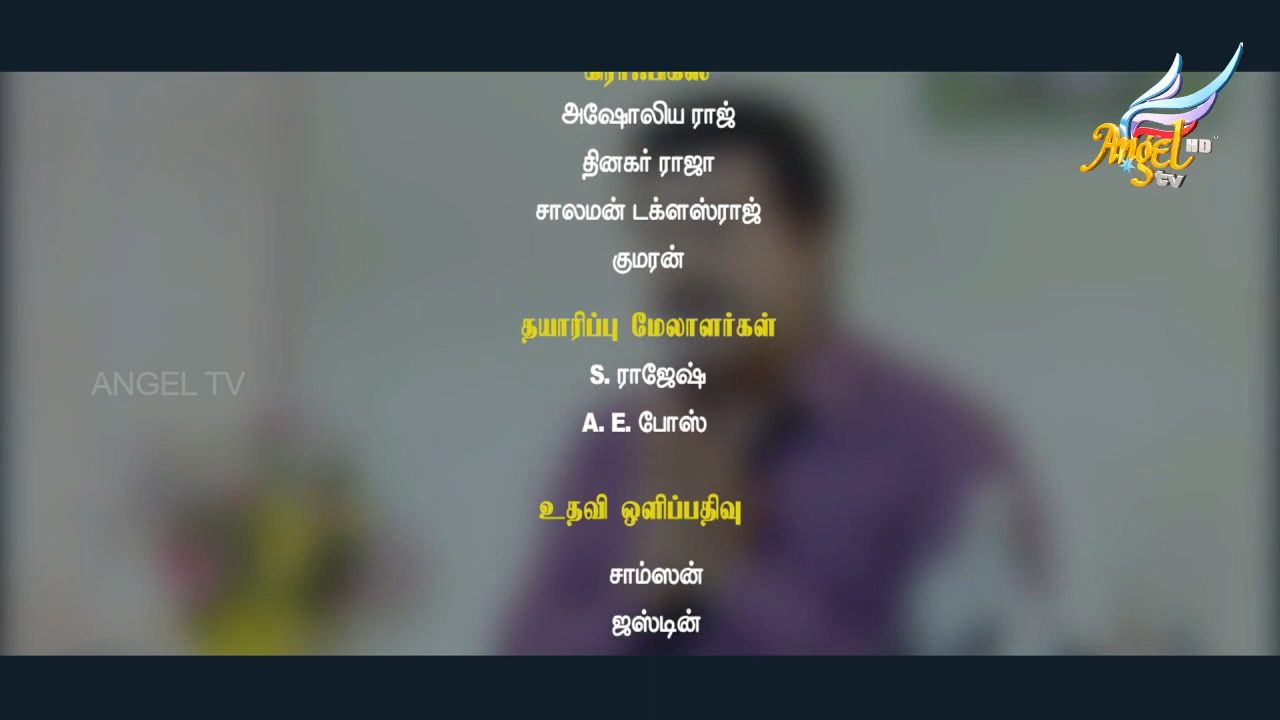 அஷோலிய ராஜ்
Angel HD
தினகர் ராஜா
tv
சாலமன் டக்ளஸ்ராஜ்
குமரன்
தயாரிப்பு மேலாளர்கள்
S. ராஜேஷ்
ANGEL TV
A. E. போஸ்
உதவி ஒளிப்பதிவு
சாம்ஸன்
ஜஸ்டின்